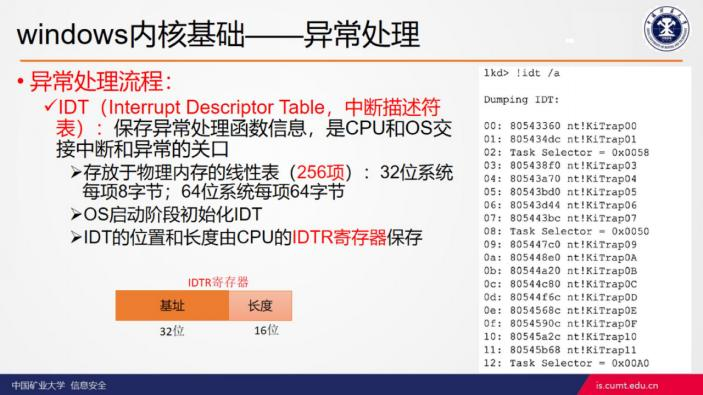 windows内核基础——异常处理
• 异常处理流程：
✓IDT（Interrupt Descriptor Table，中断描述符
表）：保存异常处理函数信息，是CPU和OS交
接中断和异常的关口
➤存放于物理内存的线性表（256项）：32位系统
每项8字节；64位系统每项64字节
➤OS启动阶段初始化IDT
➤IDT的位置和长度由CPU的IDTR寄存器保存
IDTR寄存器
基址 长度
32位 16位
lkd> !idt /a
Dumping IDT:
00: 80543360 nt!KiTrap00
01: 805434dc nt!KiTrap01
02: Task Selector = 0x0058
03: 805438f0 nt!KiTrap03
04: 80543a70 nt!KiTrap04
05: 80543bd0 nt!KiTrap05
06: 80543d44 nt!KiTrap06
07: 805443bc nt!KiTrap07
08: Task Selector = 0x0050
09: 805447c0 nt!KiTrap09
0a: 805448e0 nt!KiTrap0A
0b: 80544a20 nt!KiTrap0B
0c: 80544c80 nt!KiTrap0C
0d: 80544f6c nt!KiTrap0D
0e: 8054568c nt!KiTrap0E
0f: 8054590c nt!KiTrap0F
10: 80545a2c nt!KiTrap10
11: 80545b68 nt!KiTrap11
12: Task Selector = 0x00A0
中国矿业大学 信息安全
is.cumt.edu.cn